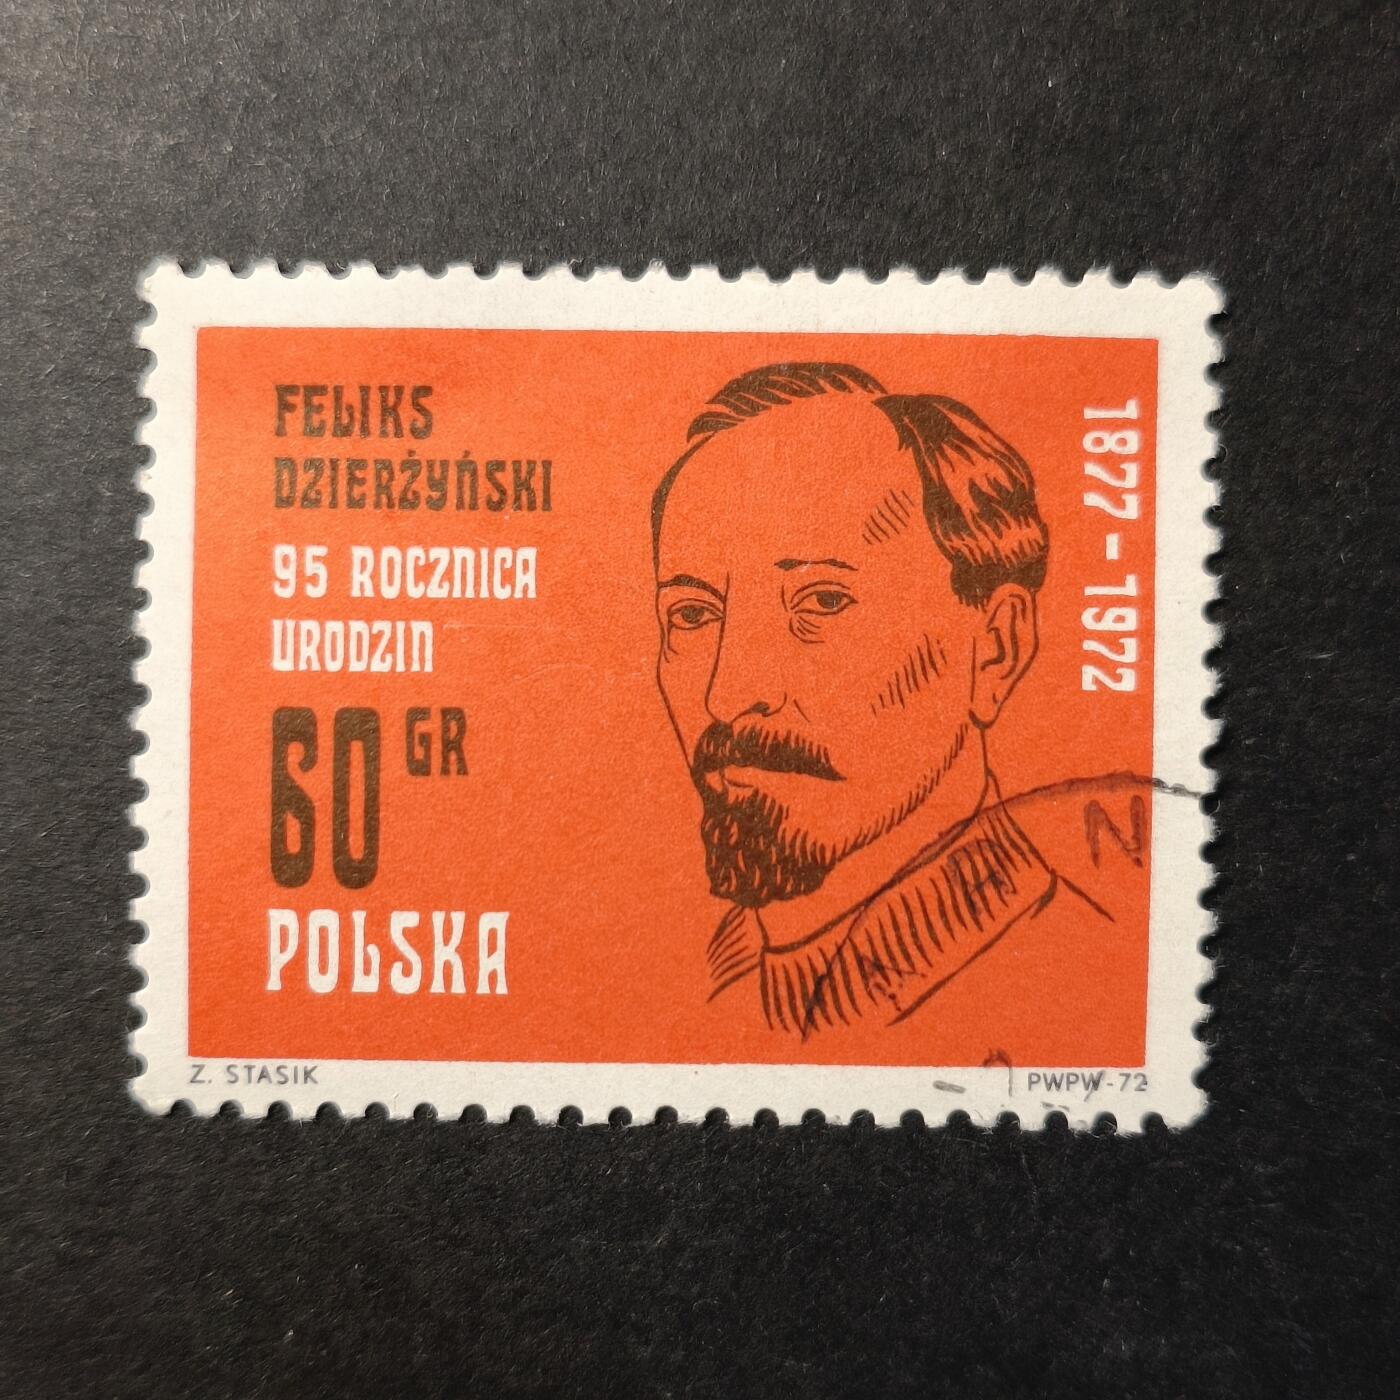 FELIKS
DZIERŻYŃSKI
95 ROCZNICA
URODZIN
60 GR
POLSKA
1877-1972
N
Z. STASIK
PWPW-72